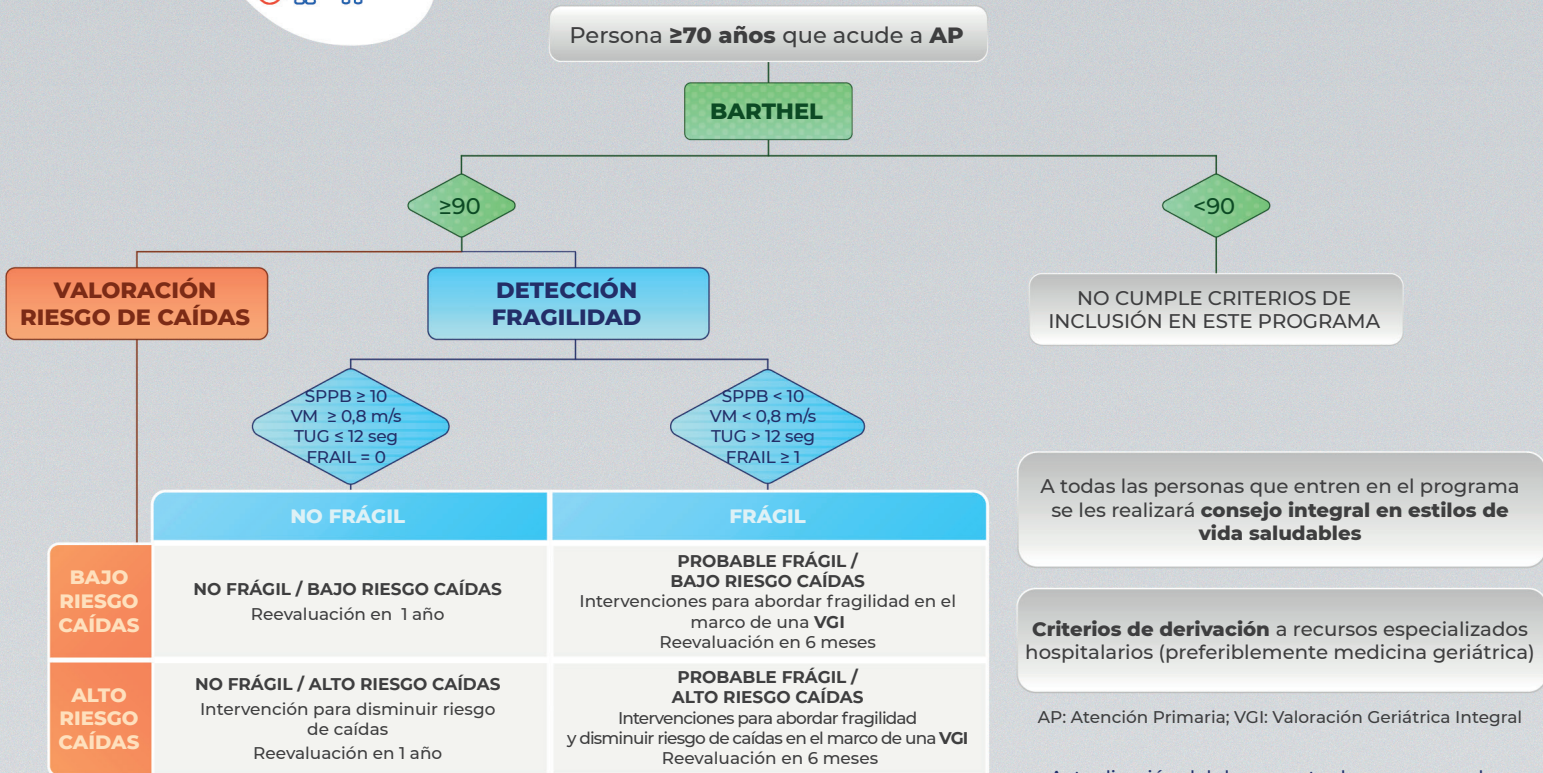 Persona ≥70 años que acude a AP
BARTHEL
≥90
<90
VALORACIÓN
RIESGO DE CAÍDAS
DETECCIÓN
FRAGILIDAD
NO CUMPLE CRITERIOS DE
INCLUSIÓN EN ESTE PROGRAMA
SPPB ≥ 10
VM ≥ 0,8 m/s
TUG ≤ 12 seg
FRAIL = 0
SPPB < 10
VM < 0,8 m/s
TUG > 12 seg
FRAIL ≥ 1
NO FRÁGIL
FRÁGIL
BAJO
RIESGO
CAÍDAS
NO FRÁGIL / BAJO RIESGO CAÍDAS
Reevaluación en 1 año
PROBABLE FRÁGIL /
BAJO RIESGO CAÍDAS
Intervenciones para abordar fragilidad en el
marco de una VGI
Reevaluación en 6 meses
ALTO
RIESGO
CAÍDAS
NO FRÁGIL / ALTO RIESGO CAÍDAS
Intervención para disminuir riesgo
de caídas
Reevaluación en 1 año
PROBABLE FRÁGIL /
ALTO RIESGO CAÍDAS
Intervenciones para abordar fragilidad
y disminuir riesgo de caídas en el marco de una VGI
Reevaluación en 6 meses
A todas las personas que entren en el programa
se les realizará consejo integral en estilos de
vida saludables
Criterios de derivación a recursos especializados
hospitalarios (preferiblemente medicina geriátrica)
AP: Atención Primaria; VGI: Valoración Geriátrica Integral